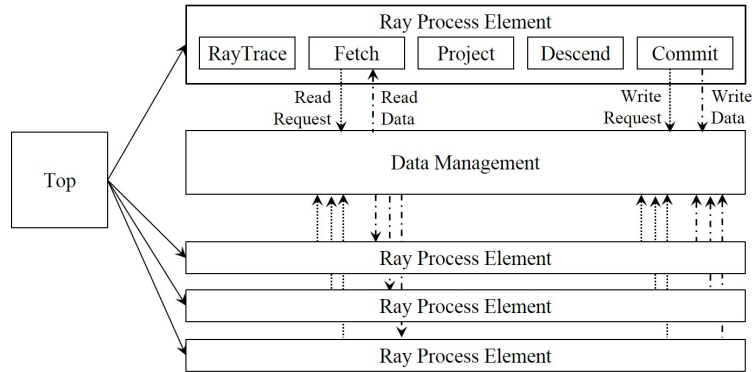 Ray Process Element
RayTrace
Fetch
Project
Descend
Commit
Read
Request
Read
Data
Write
Request
Write
Data
Top
Data Management
Ray Process Element
Ray Process Element
Ray Process Element